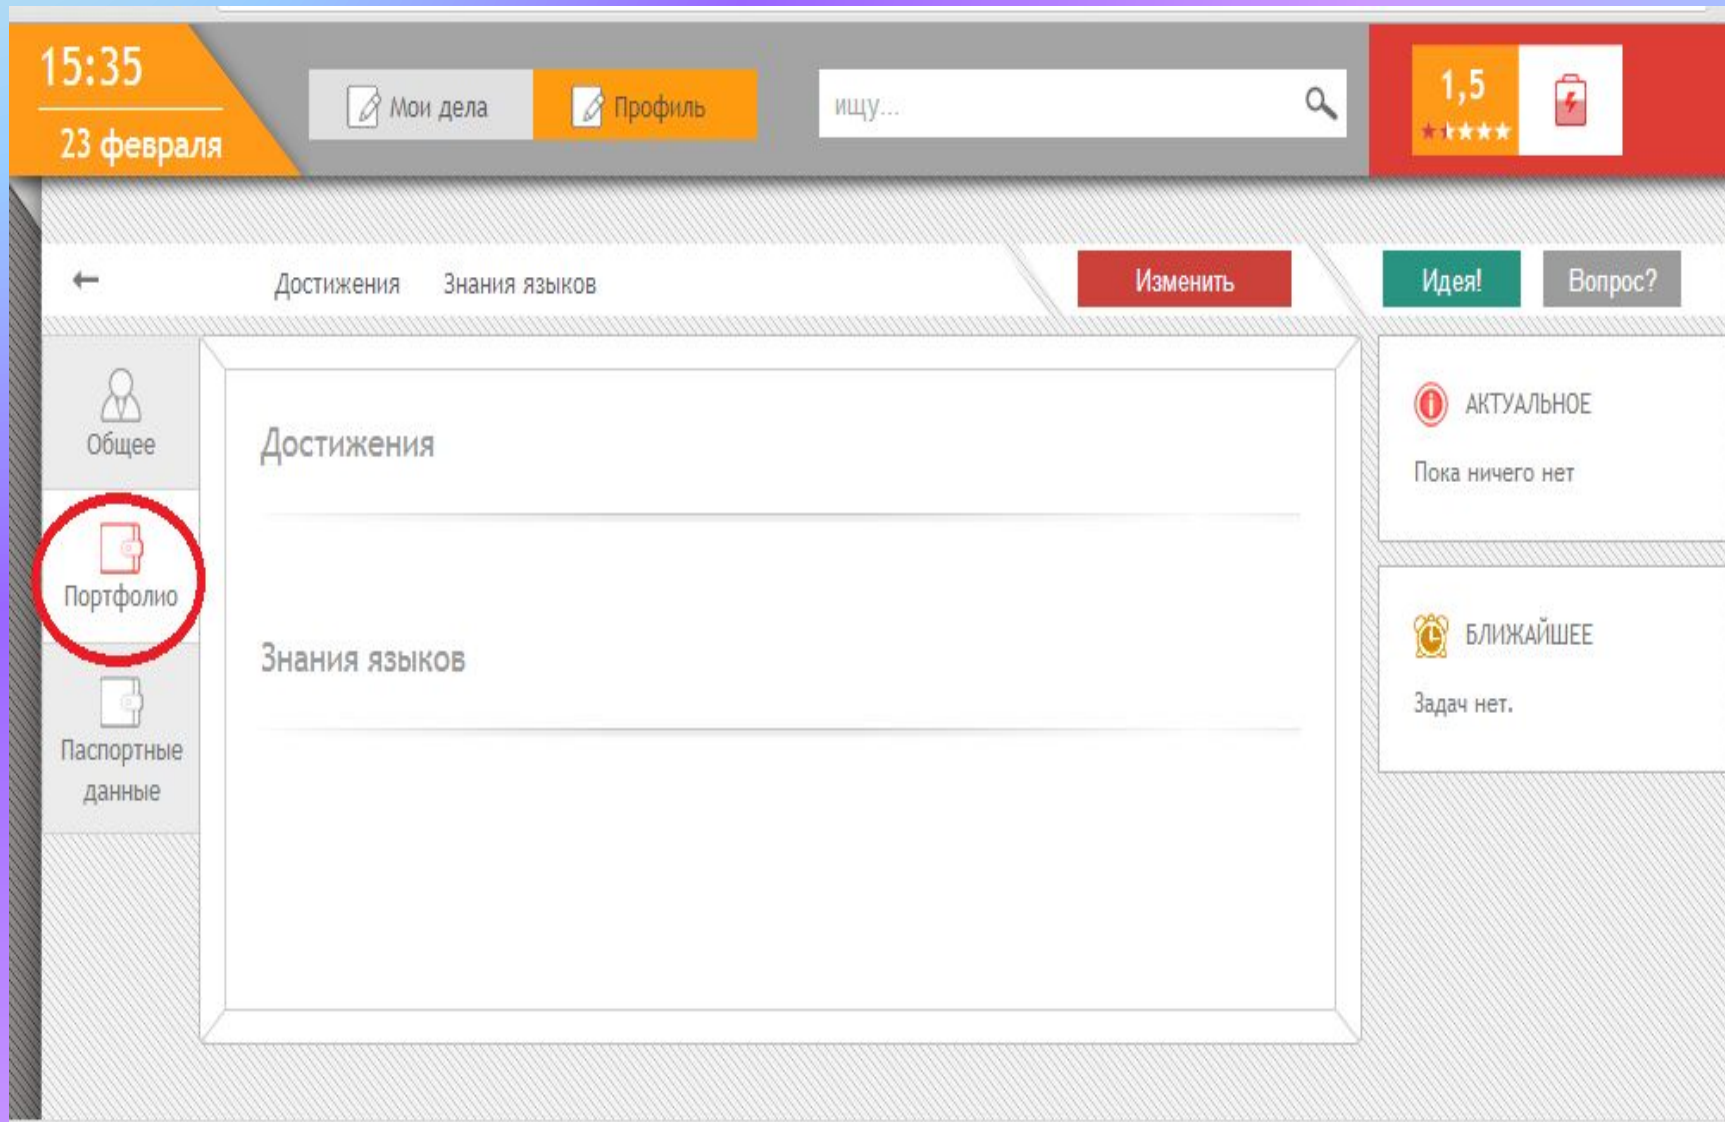 15:35
23 февраля
Мои дела
Профиль
ищу...
1,5
Достижения
Знания языков
Изменить
Идея!
Вопрос?
Общее
Портфолио
Паспортные
данные
Достижения
Знания языков
АКТУАЛЬНОЕ
Пока ничего нет
БЛИЖАЙШЕЕ
Задач нет.